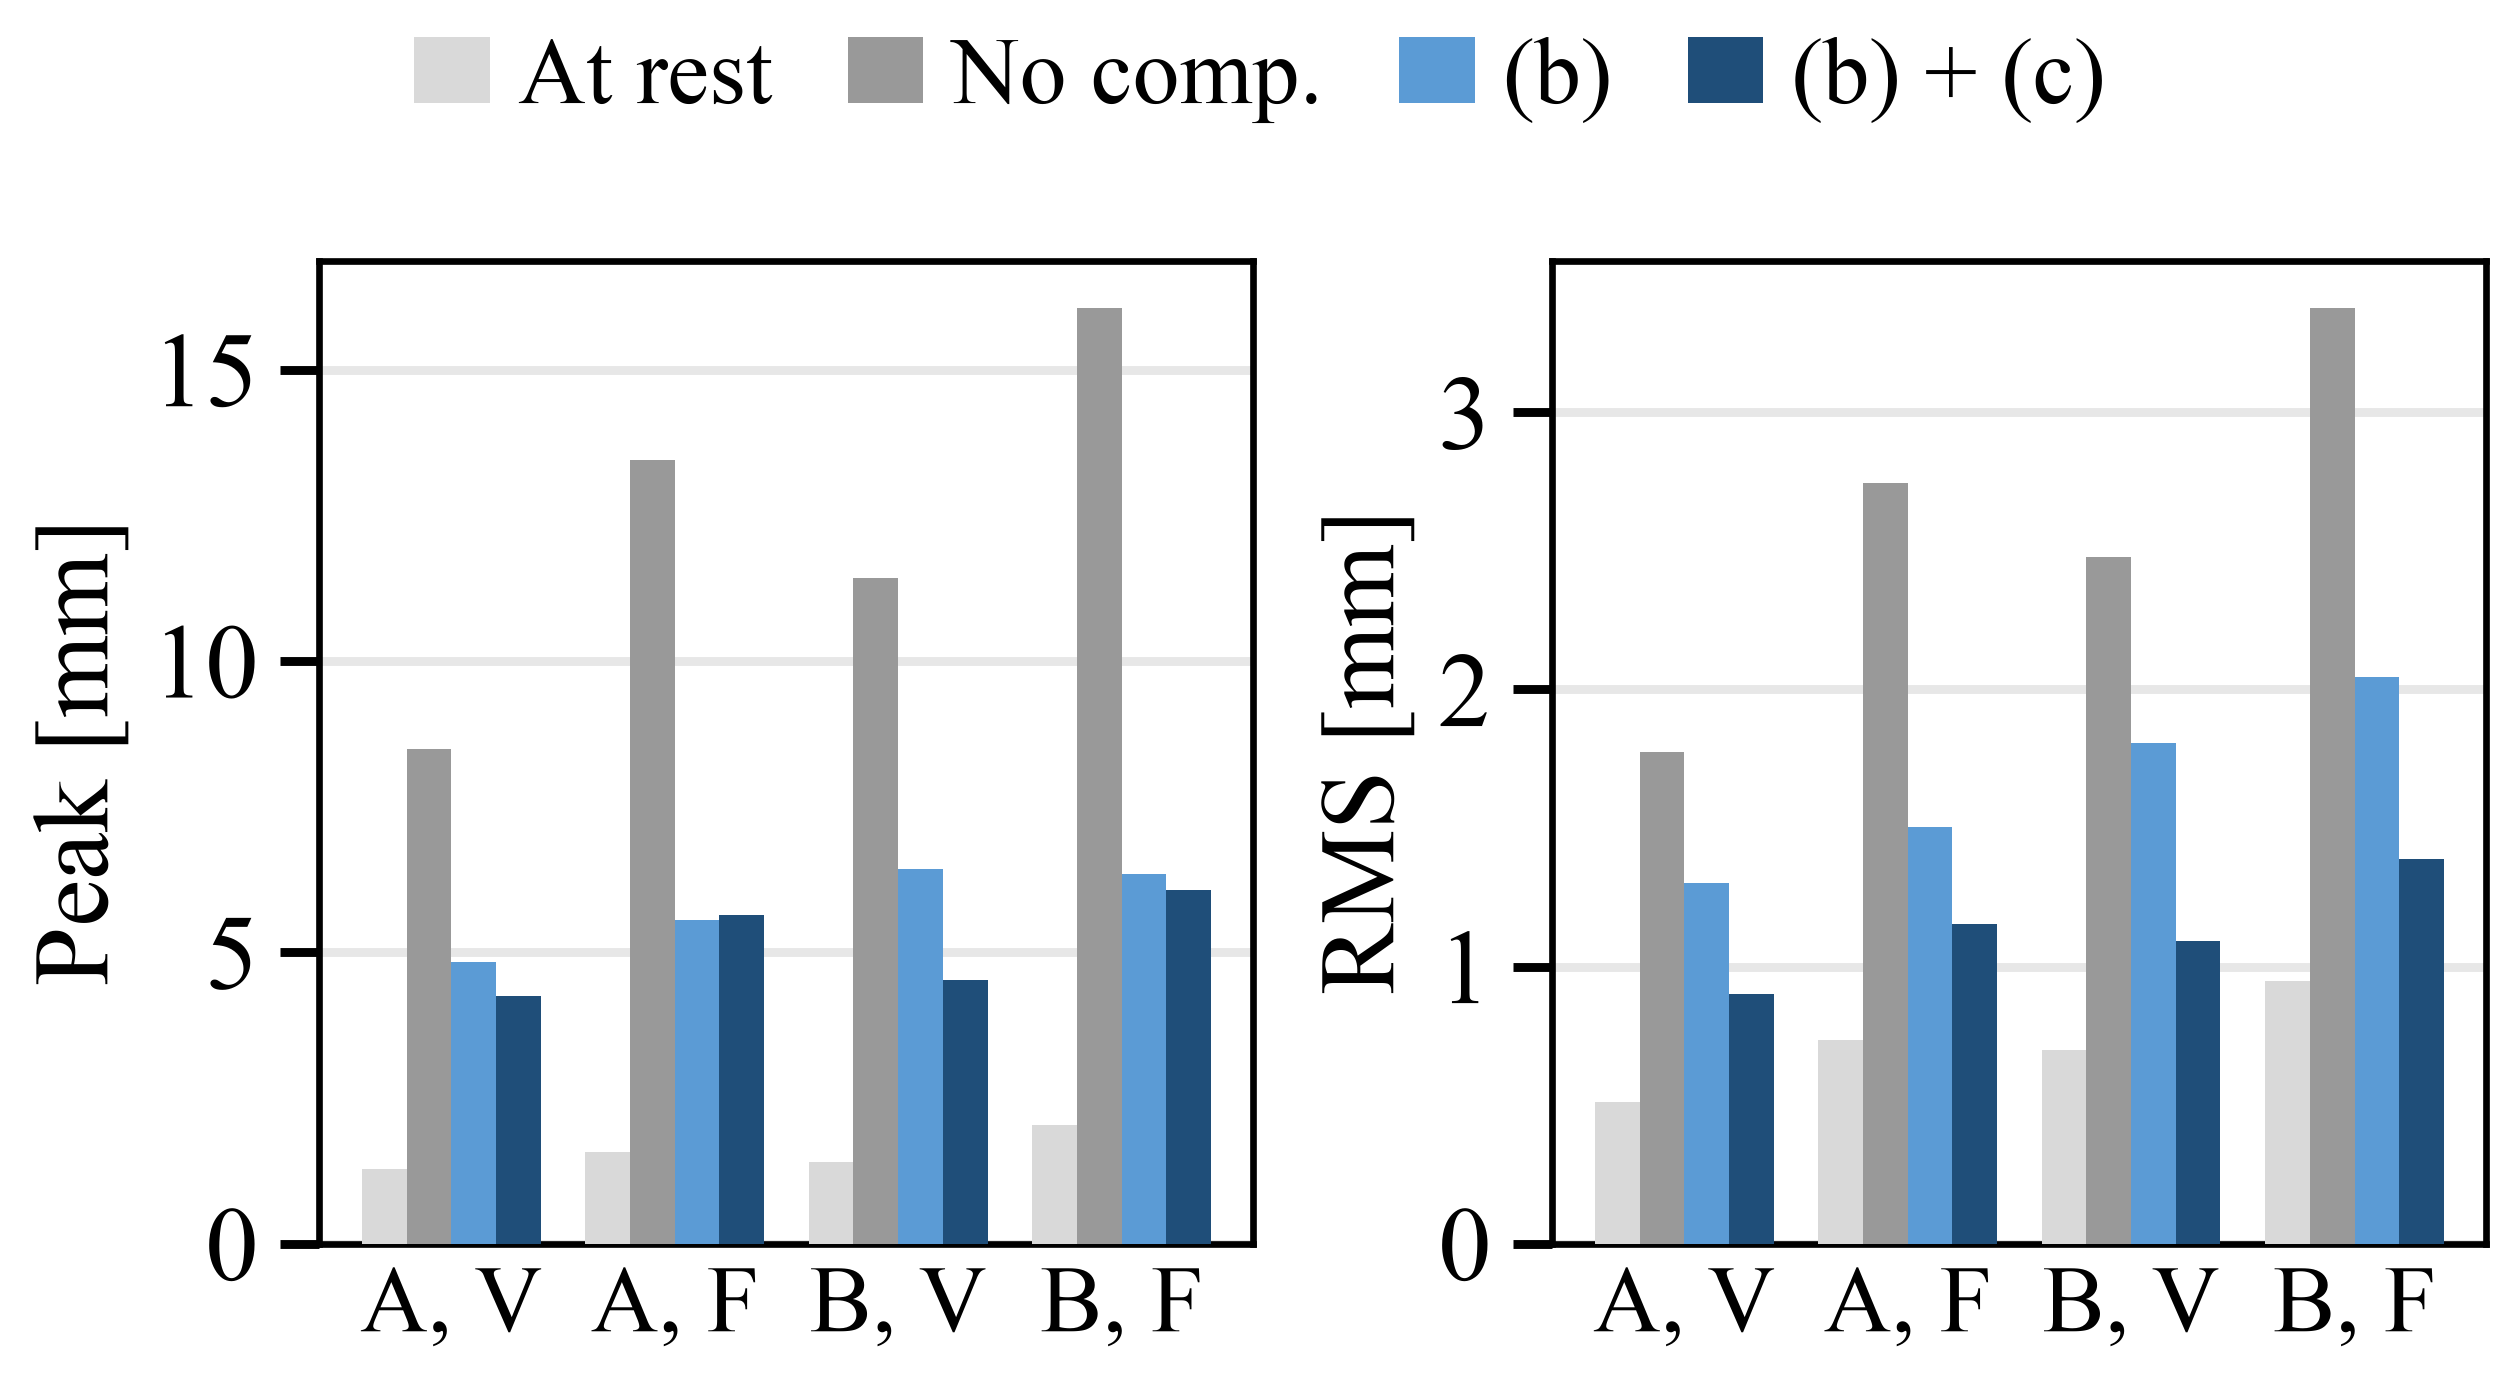 At rest No comp. (b) (b) + (c)
Peak [mm]
15
10
5
0
A, V A, F B, V B, F
RMS [mm]
3
2
1
0
A, V A, F B, V B, F